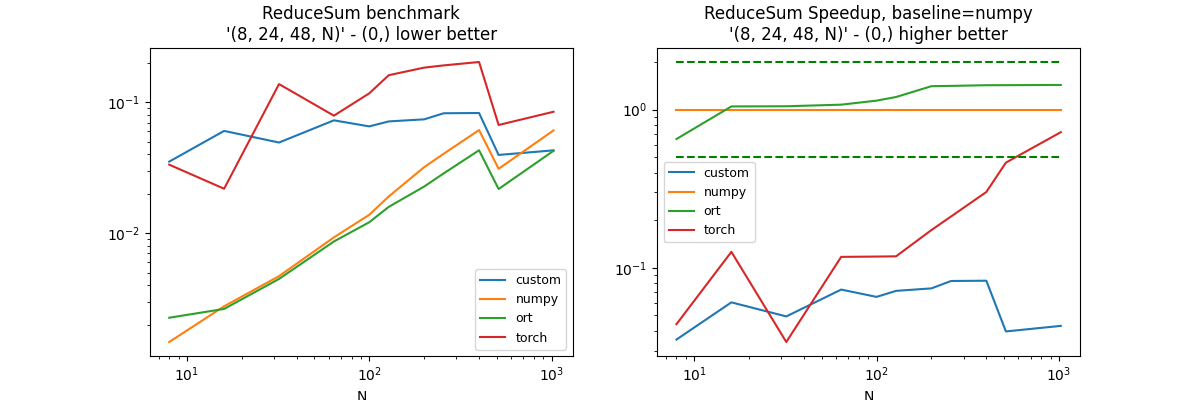 ReduceSum benchmark
'(8, 24, 48, N)' - (0,) lower better
10⁻¹
10⁻²
custom
numpy
ort
torch
10¹
10²
10³
N
ReduceSum Speedup, baseline=numpy
'(8, 24, 48, N)' - (0,) higher better
10⁰
custom
numpy
ort
torch
10⁻¹
10¹
10²
10³
N